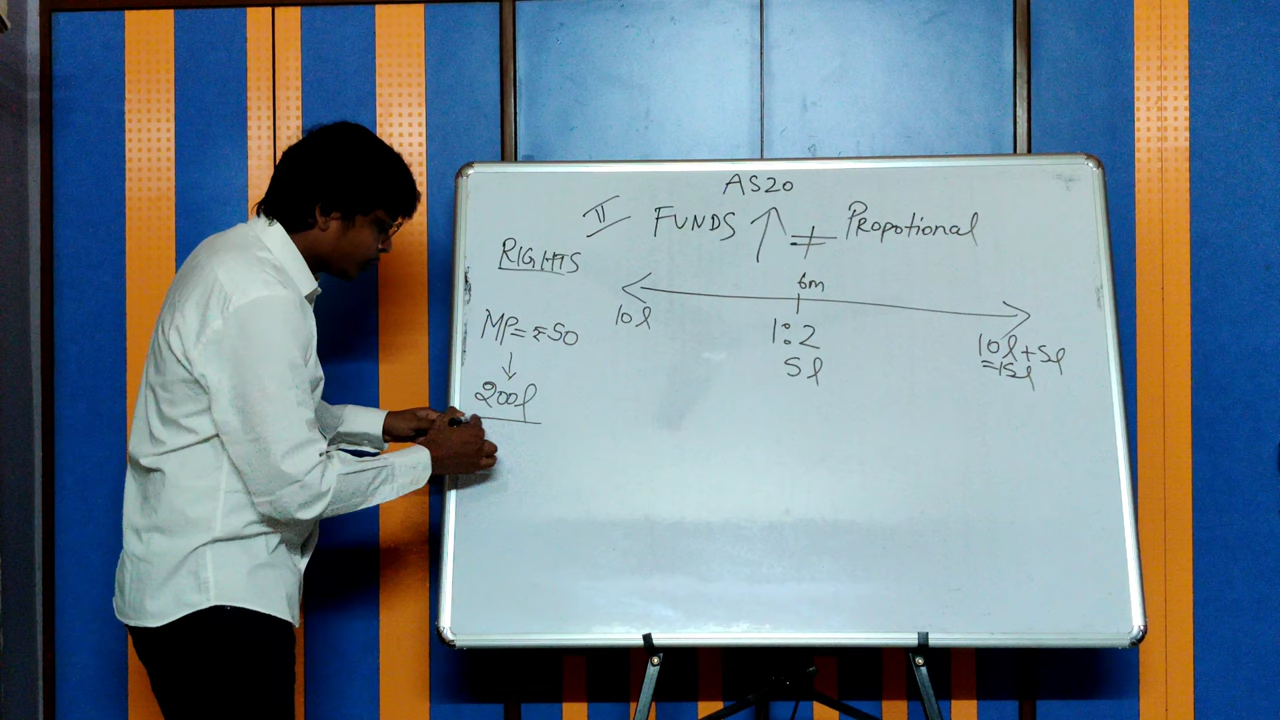 AS20
II FUNDS ↑ ≠ Propotional
RIGHTS
6m
10l
1:2
5l
10l+5l
=15l
MP=₹50
↓
200l